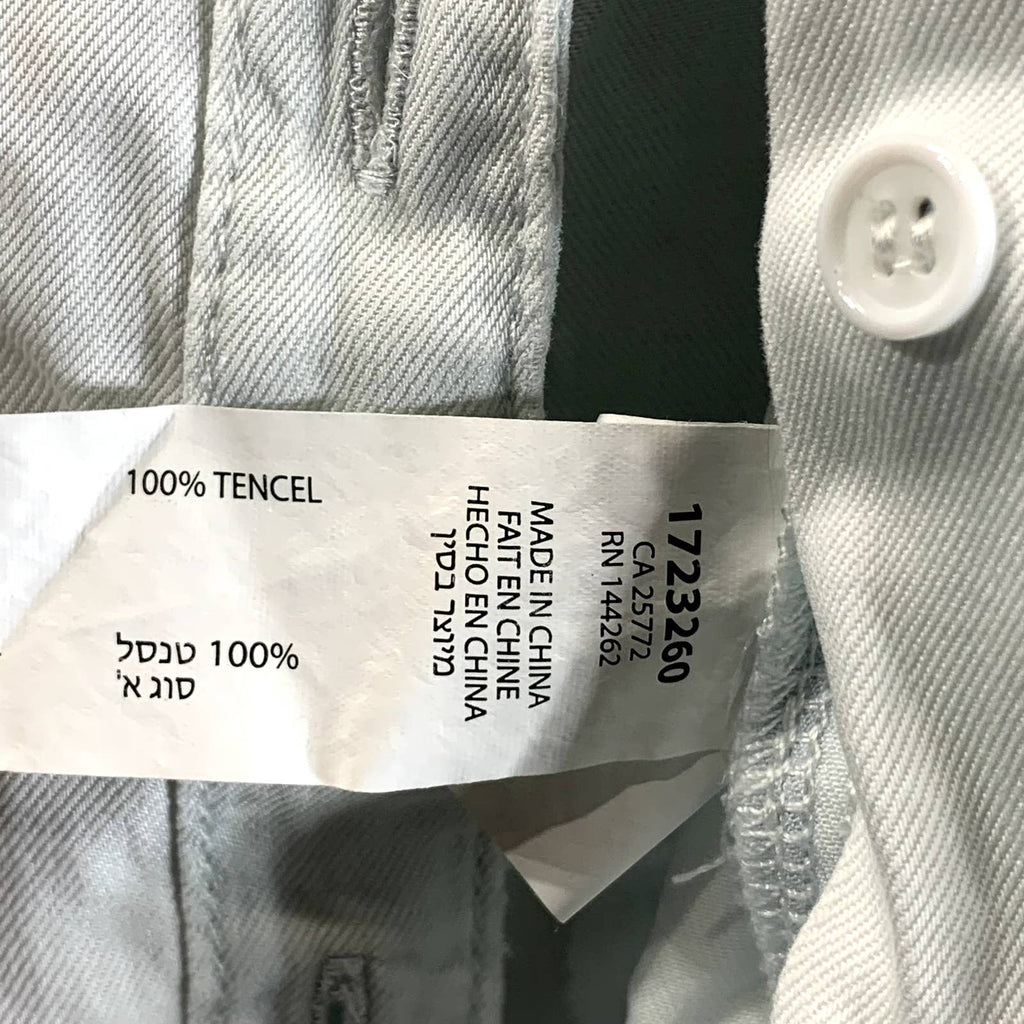 100% TENCEL
100% טנסל
סוג א'
MADE IN CHINA
FAIT EN CHINE
HECHO EN CHINA
מיוצר בסין
1723260
CA 25772
RN 144262